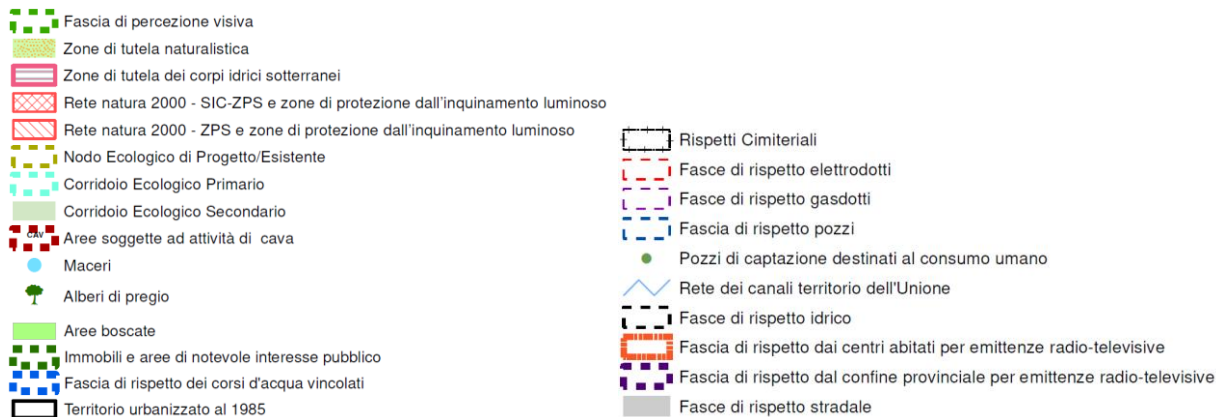 Fascia di percezione visiva
Zone di tutela naturalistica
Zone di tutela dei corpi idrici sotterranei
Rete natura 2000 - SIC-ZPS e zone di protezione dall'inquinamento luminoso
Rete natura 2000 - ZPS e zono di protezione dall'inquinamento luminoso
Nodo Ecologico di Progetto/Esistente
Corridoio Ecologico Primario
Corridoio Ecologico Secondario
CAV Aree soggette ad attività di cava
Maceri
Alberi di pregio
Aree boscate
Immobili e aree di notevole interesse pubblico
Fascia di rispetto dei corsi d'acqua vincolati
Territorio urbanizzato al 1985
Rispetti Cimiteriali
Fasce di rispetto elettrodotti
Fasce di rispetto gasdotti
Fascia di rispetto pozzi
Pozzi di captazione destinati al consumo umano
Rete dei canali territorio dell'Unione
Fasce di rispetto idrico
Fascia di rispetto dai centri abitati per emittenze radio-televisive
Fascia di rispetto dal confine provinciale per emittenze radio-televisive
Fasce di rispetto stradale